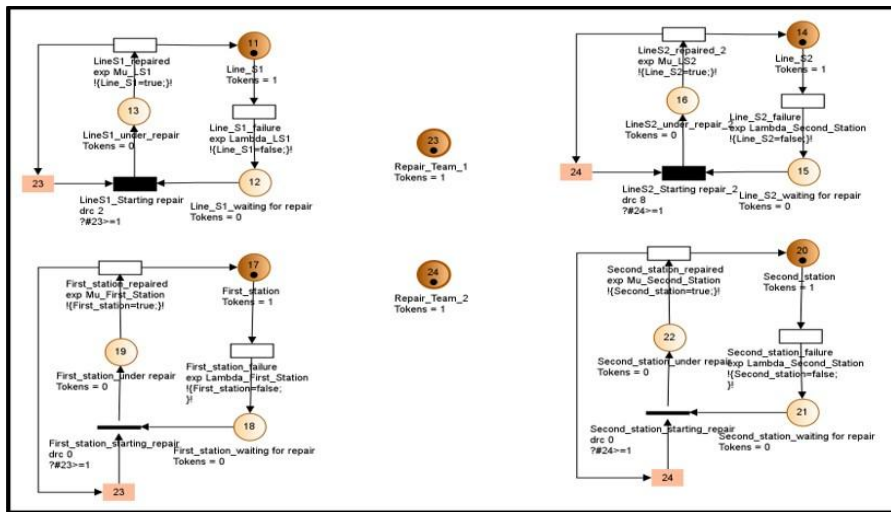 11
LineS1_repaired
exp Mu_LS1
!{Line_S1=true;}!
Line_S1
Tokens = 1
13
Line_S1_failure
exp Lambda_LS1
!{Line_S1=false;}!
LineS1_under_repair
Tokens = 0
23
12
LineS1_Starting repair
drc 2
?#23>=1
Line_S1_waiting for repair
Tokens = 0
23
Repair_Team_1
Tokens = 1
14
LineS2_repaired_2
exp Mu_LS2
!{Line_S2=true;}!
Line_S2
Tokens = 1
16
Line_S2_failure
exp Lambda_Second_Station
!{Line_S2=false;}!
LineS2_under_repair_2
Tokens = 0
24
15
LineS2_Starting repair_2
drc 8
?#24>=1
Line_S2_waiting for repair
Tokens = 0
17
First_station_repaired
exp Mu_First_Station
!{First_station=true;}!
First_station
Tokens = 1
19
First_station_failure
exp Lambda_First_Station
!{First_station=false;
}!
First_station_under repair
Tokens = 0
18
First_station_starting_repair
drc 0
?#23>=1
First_station_waiting for repair
Tokens = 0
23
24
Repair_Team_2
Tokens = 1
20
Second_station_repaired
exp Mu_Second_Station
!{Second_station=true;}!
Second_station
Tokens = 1
22
Second_station_failure
exp Lambda_Second_Station
!{Second_station=false;
}!
Second_station_under repair
Tokens = 0
21
Second_station_starting_repair
drc 0
?#24>=1
Second_station_waiting for repair
Tokens = 0
24